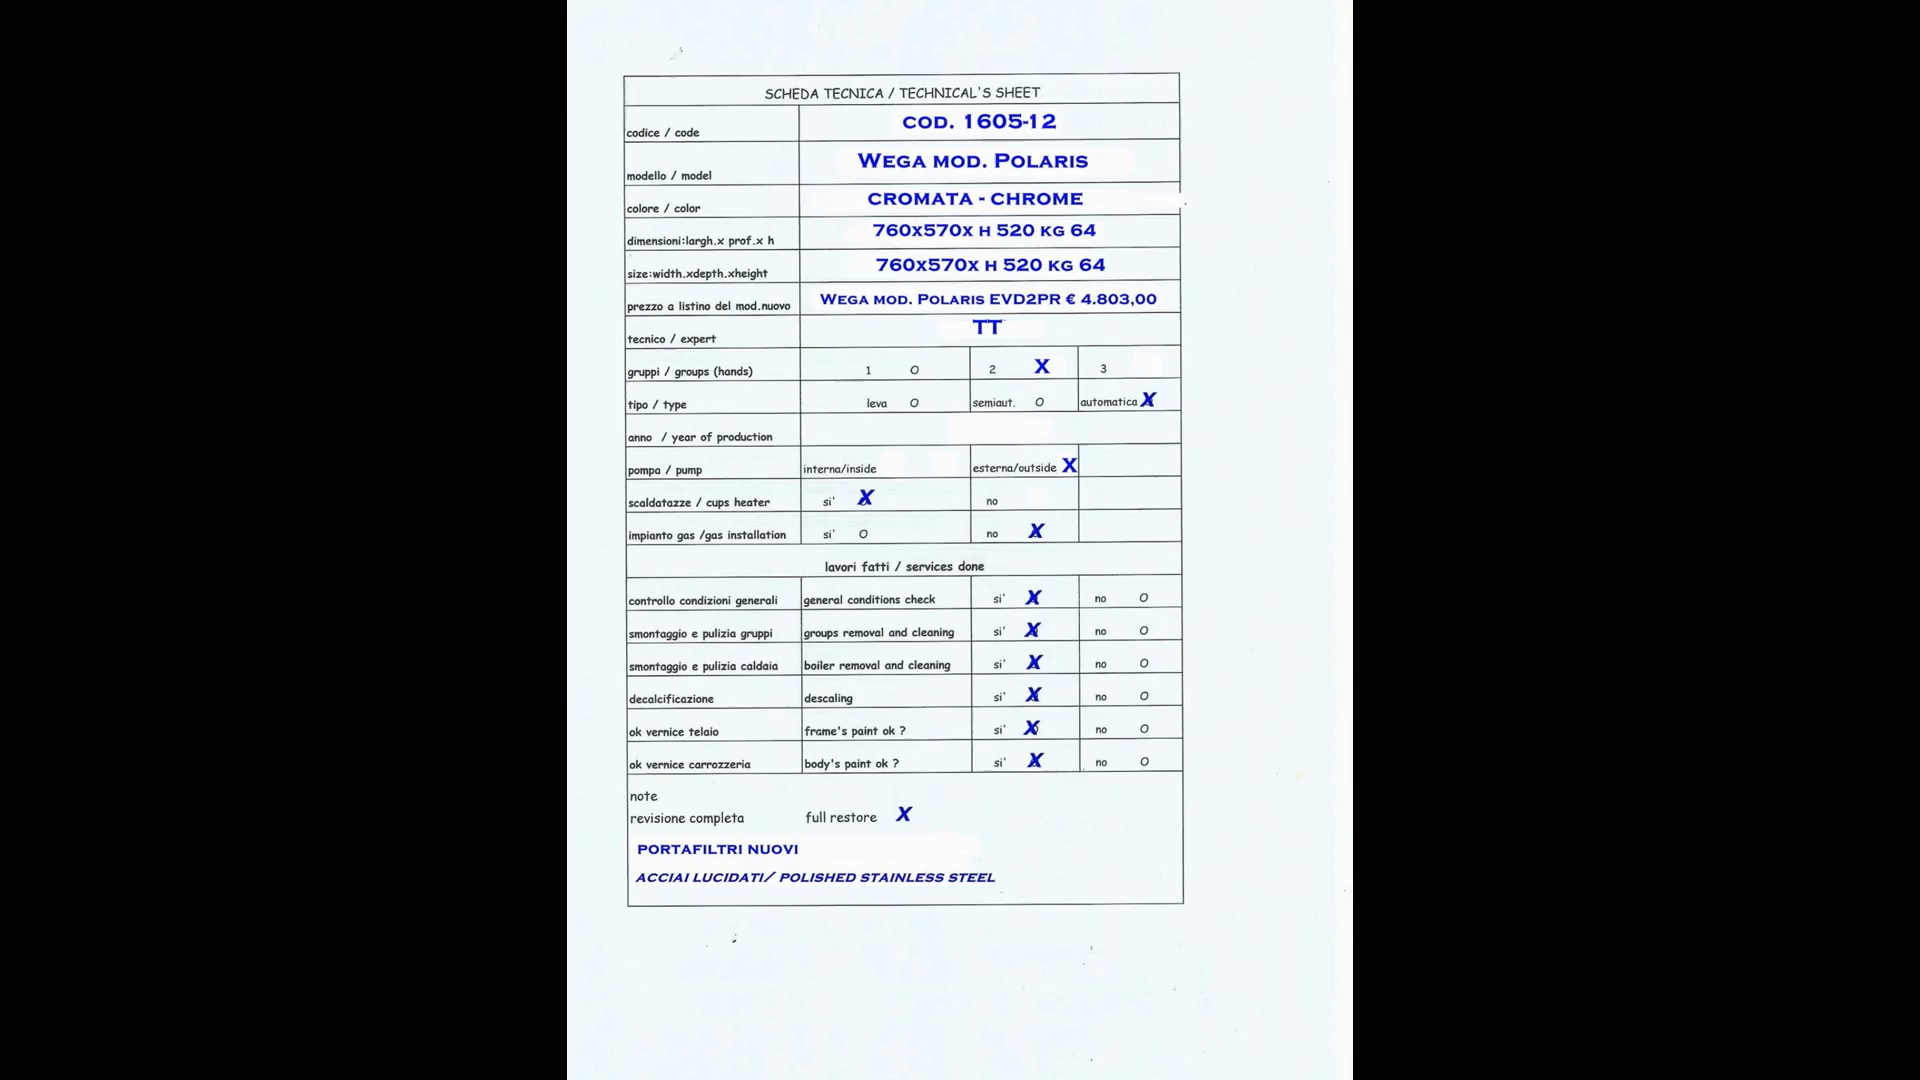 SCHEDA TECNICA / TECHNICAL'S SHEET
codice / code COD. 1605-12
modello / model WEGA MOD. POLARIS
colore / color CROMATA - CHROME
dimensioni:largh.x prof.x h 760X570X H 520 KG 64
size:width.xdepth.xheight 760X570X H 520 KG 64
prezzo a listino del mod.nuovo WEGA MOD. POLARIS EVD2PR € 4.803,00
tecnico / expert TT
gruppi / groups (hands) 1 O 2 X 3
tipo / type leva O semiaut. O automatica X
anno / year of production
pompa / pump interna/inside esterna/outside X
scaldatazze / cups heater si' X no
impianto gas /gas installation si' O no X
lavori fatti / services done
controllo condizioni generali general conditions check si' X no O
smontaggio e pulizia gruppi groups removal and cleaning si' X no O
smontaggio e pulizia caldaia boiler removal and cleaning si' X no O
decalcificazione descaling si' X no O
ok vernice telaio frame's paint ok ? si' X no O
ok vernice carrozzeria body's paint ok ? si' X no O
note
revisione completa full restore X
PORTAFILTRI NUOVI
ACCIAI LUCIDATI/ POLISHED STAINLESS STEEL